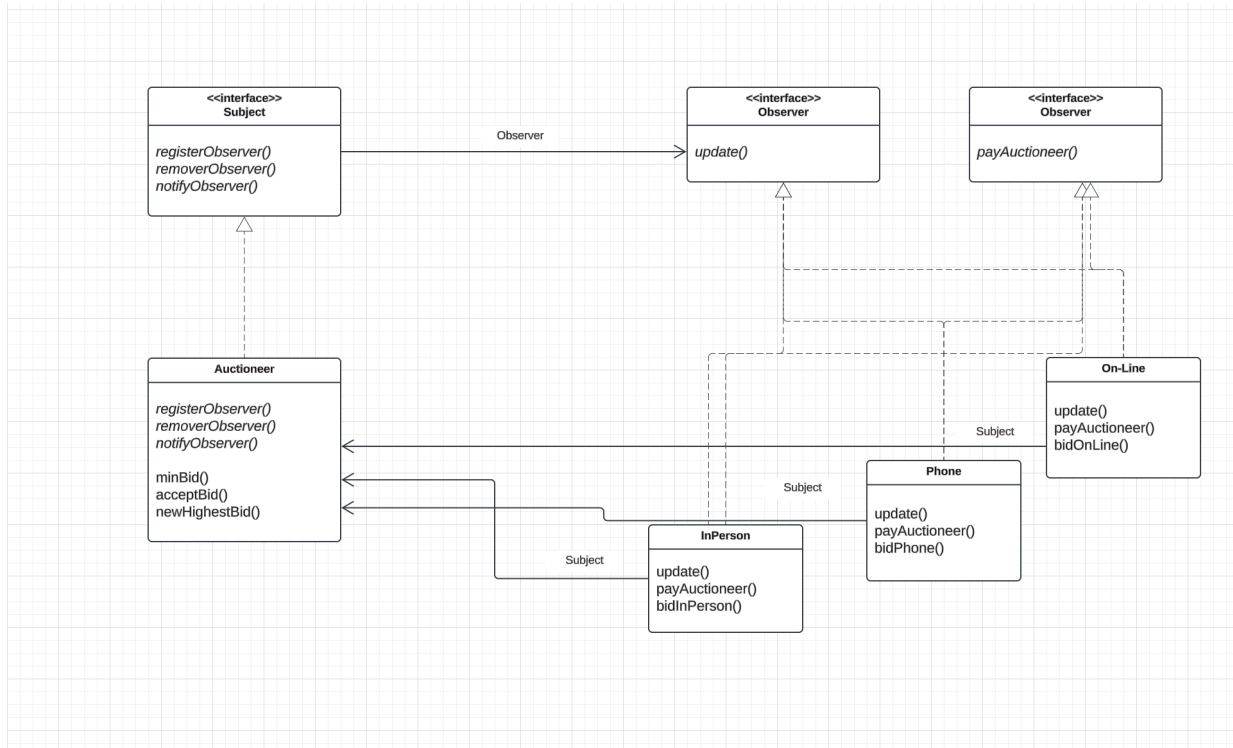 <<interface>>
Subject
registerObserver()
removerObserver()
notifyObserver()
Observer
<<interface>>
Observer
update()
<<interface>>
Observer
payAuctioneer()
Auctioneer
registerObserver()
removerObserver()
notifyObserver()
minBid()
acceptBid()
newHighestBid()
On-Line
update()
payAuctioneer()
bidOnLine()
Subject
Phone
update()
payAuctioneer()
bidPhone()
Subject
InPerson
update()
payAuctioneer()
bidInPerson()
Subject